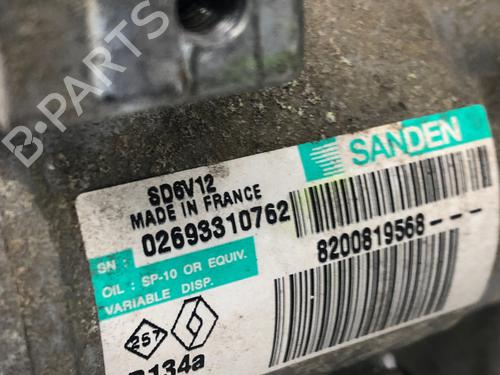 B-PARTS
SANDEN
SD6V12
MADE IN FRANCE
SN : 02693310762
8200819568---
OIL : SP-10 OR EQUIV.
VARIABLE DISP.
257
R134a